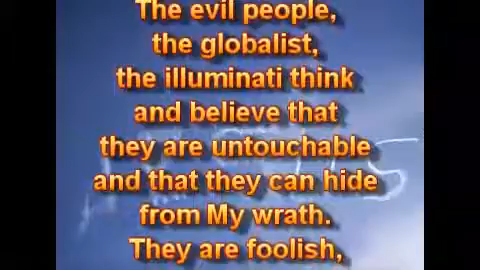 The evil people,
the globalist,
the illuminati think
and believe that
they are untouchable
and that they can hide
from My wrath.
They are foolish,